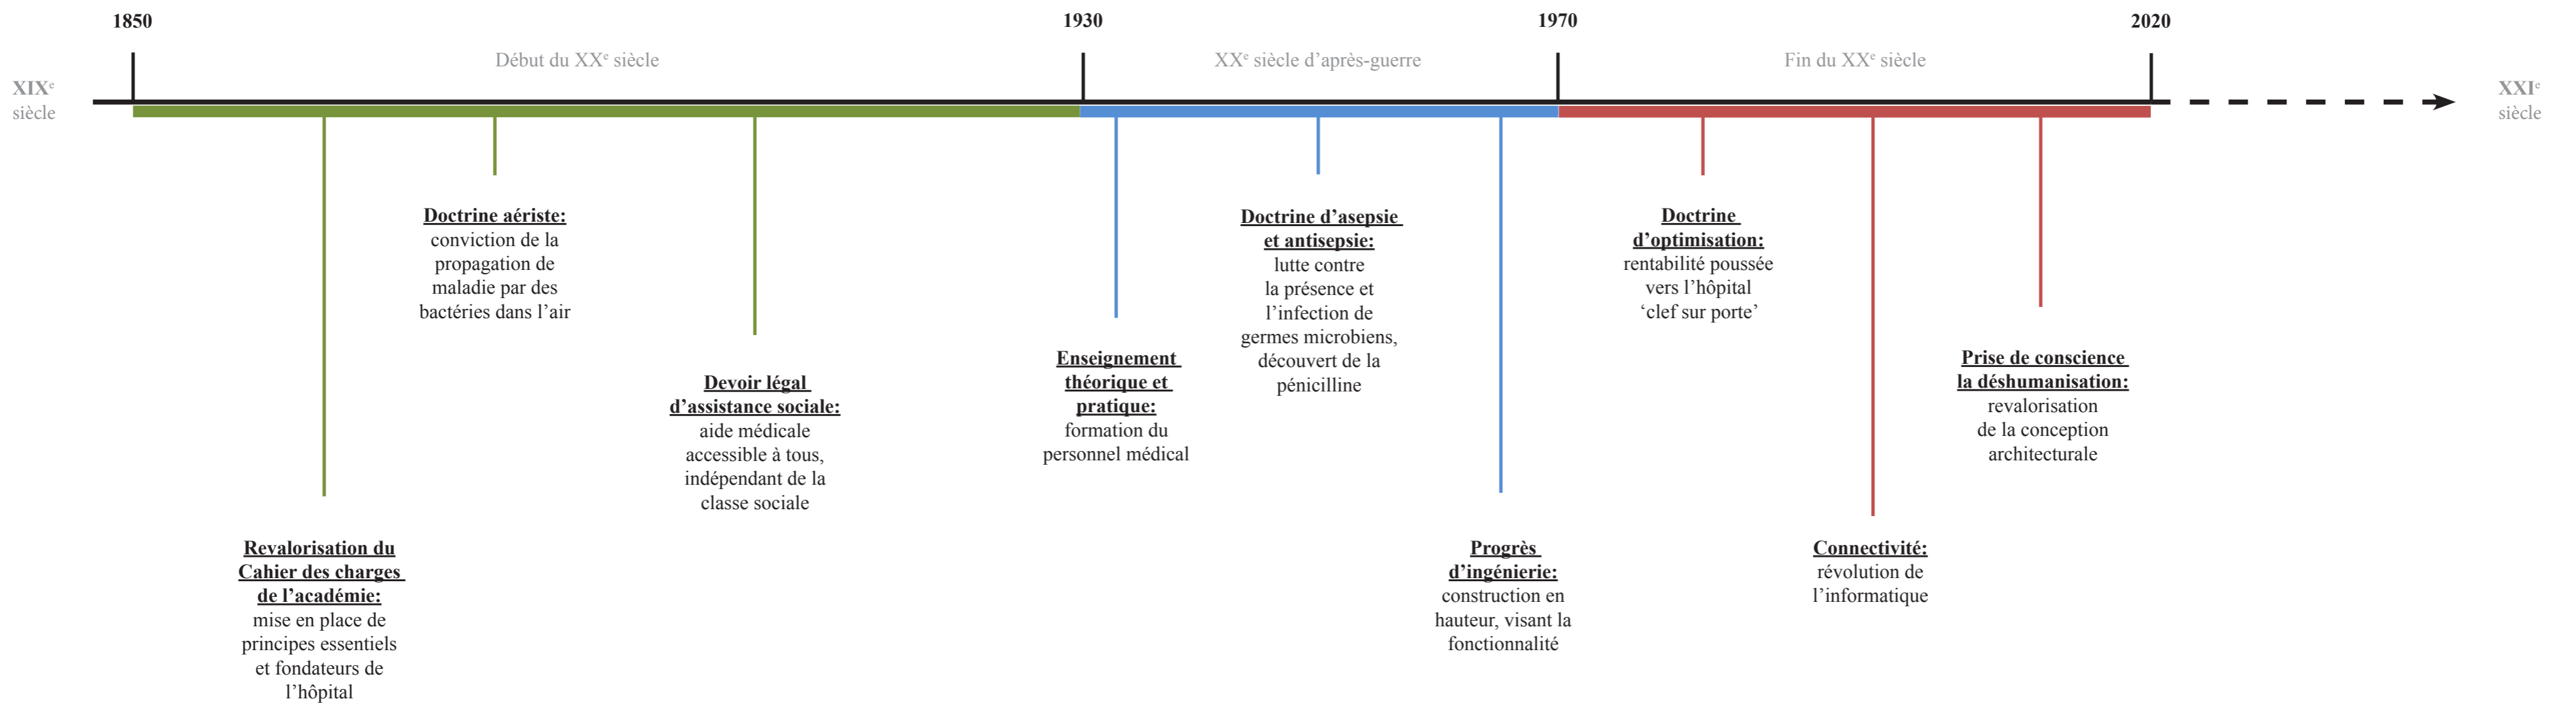 1850
1930
1970
2020
Début du XXe siècle
XXe siècle d’après-guerre
Fin du XXe siècle
XIXe
siècle
XXIe
siècle
Doctrine aériste:
conviction de la
propagation de
maladie par des
bactéries dans l’air
Doctrine d’asepsie
et antisepsie:
lutte contre
la présence et
l’infection de
germes microbiens,
découvert de la
pénicilline
Doctrine
d’optimisation:
rentabilité poussée
vers l’hôpital
‘clef sur porte’
Devoir légal
d’assistance sociale:
aide médicale
accessible à tous,
indépendant de la
classe sociale
Enseignement
théorique et
pratique:
formation du
personnel médical
Prise de conscience
la déshumanisation:
revalorisation
de la conception
architecturale
Revalorisation du
Cahier des charges
de l’académie:
mise en place de
principes essentiels
et fondateurs de
l’hôpital
Progrès
d’ingénierie:
construction en
hauteur, visant la
fonctionnalité
Connectivité:
révolution de
l’informatique